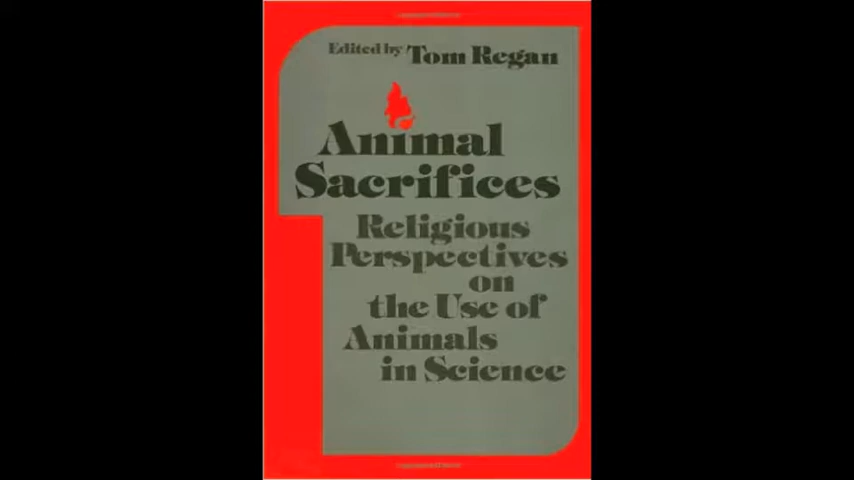 Edited by Tom Regan
Animal
Sacrifices
Religious
Perspectives
on
the Use of
Animals
in Science